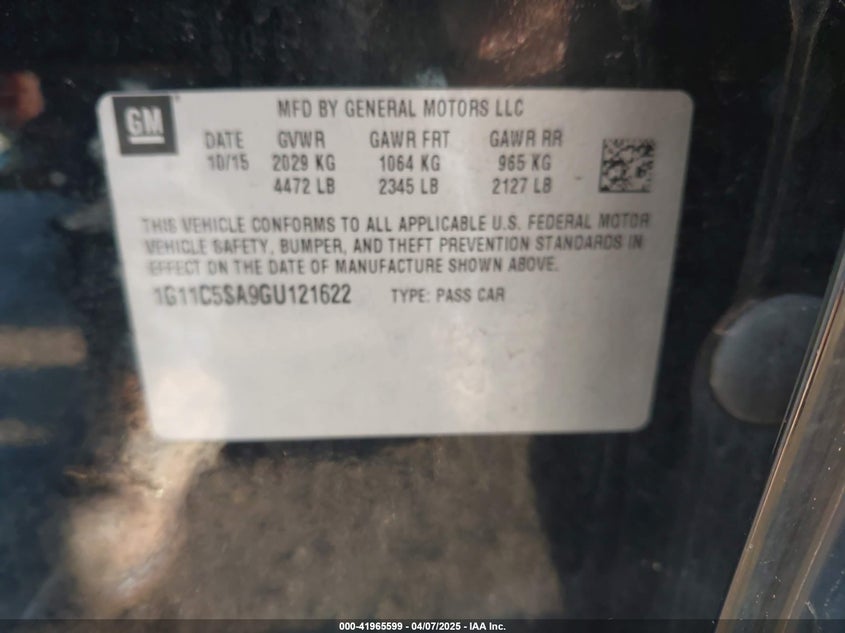 GM
MFD BY GENERAL MOTORS LLC
DATE GVWR GAWR FRT GAWR RR
10/15 2029 KG 1064 KG 965 KG
4472 LB 2345 LB 2127 LB
THIS VEHICLE CONFORMS TO ALL APPLICABLE U.S. FEDERAL MOTOR
VEHICLE SAFETY, BUMPER, AND THEFT PREVENTION STANDARDS IN
EFFECT ON THE DATE OF MANUFACTURE SHOWN ABOVE.
1G11C5SA9GU121622 TYPE: PASS CAR
000-41965599 - 04/07/2025 - IAA Inc.